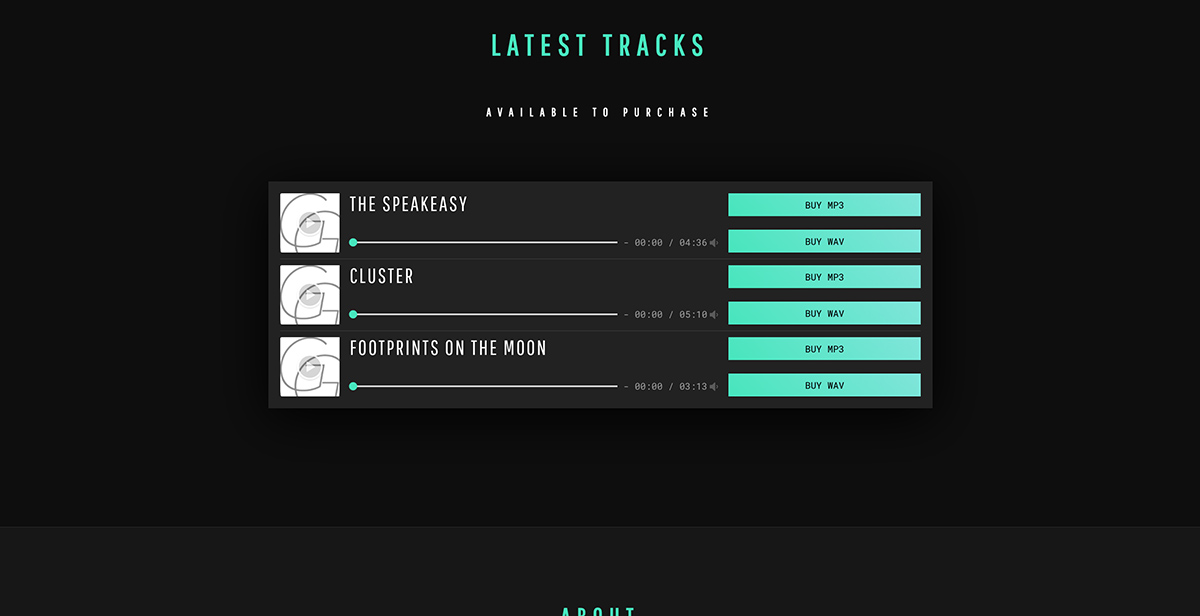 LATEST TRACKS
AVAILABLE TO PURCHASE
THE SPEAKEASY
BUY MP3
- 00:00 / 04:36
BUY WAV
CLUSTER
BUY MP3
- 00:00 / 05:10
BUY WAV
FOOTPRINTS ON THE MOON
BUY MP3
- 00:00 / 03:13
BUY WAV
ABOUT